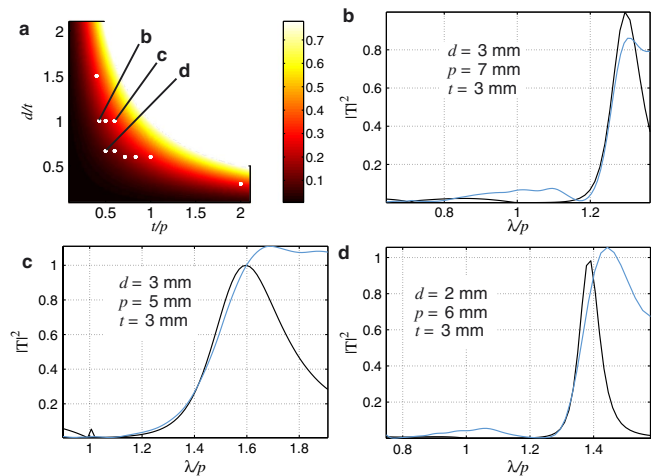 a
b
c
d
d/t
2
1.5
1
0.5
0.5
1
1.5
2
t/p
0.7
0.6
0.5
0.4
0.3
0.2
0.1
b
|T|²
1
0.8
0.6
0.4
0.2
d = 3 mm
p = 7 mm
t = 3 mm
0.8
1
1.2
λ/p
c
|T|²
1
0.8
0.6
0.4
0.2
d = 3 mm
p = 5 mm
t = 3 mm
1
1.2
1.4
1.6
1.8
λ/p
d
|T|²
1
0.8
0.6
0.4
0.2
d = 2 mm
p = 6 mm
t = 3 mm
0.8
1
1.2
1.4
λ/p